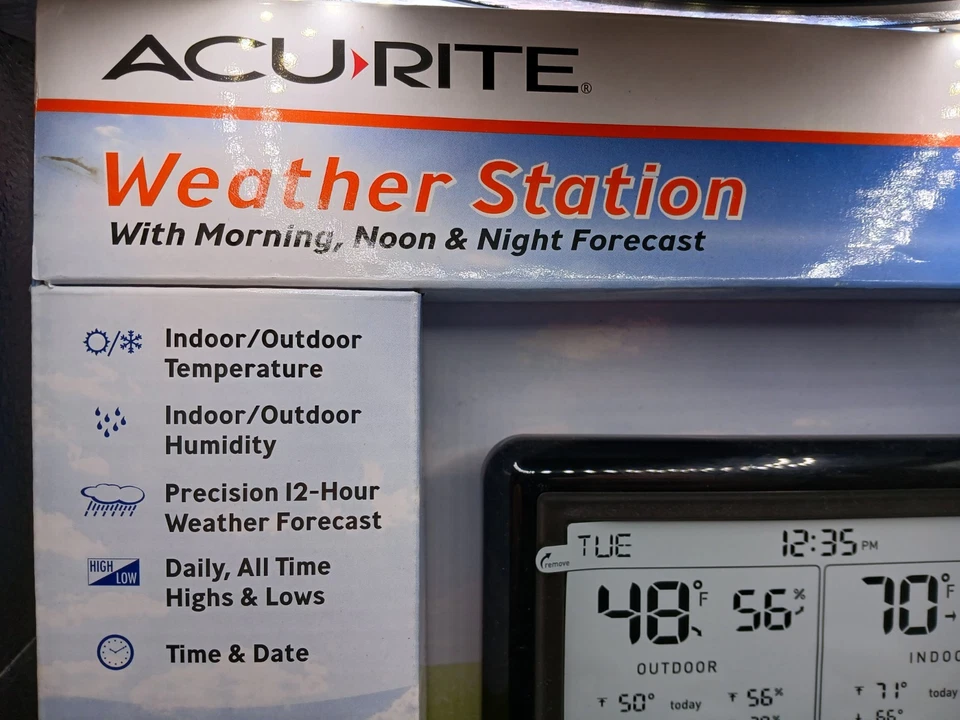 ACU▸RITE®
Weather Station
With Morning, Noon & Night Forecast
Indoor/Outdoor
Temperature
Indoor/Outdoor
Humidity
Precision 12-Hour
Weather Forecast
HIGH
LOW
Daily, All Time
Highs & Lows
Time & Date
remove
TUE 12:35 PM
48°F 56% 70°F
OUTDOOR
50° today 56% 71° today